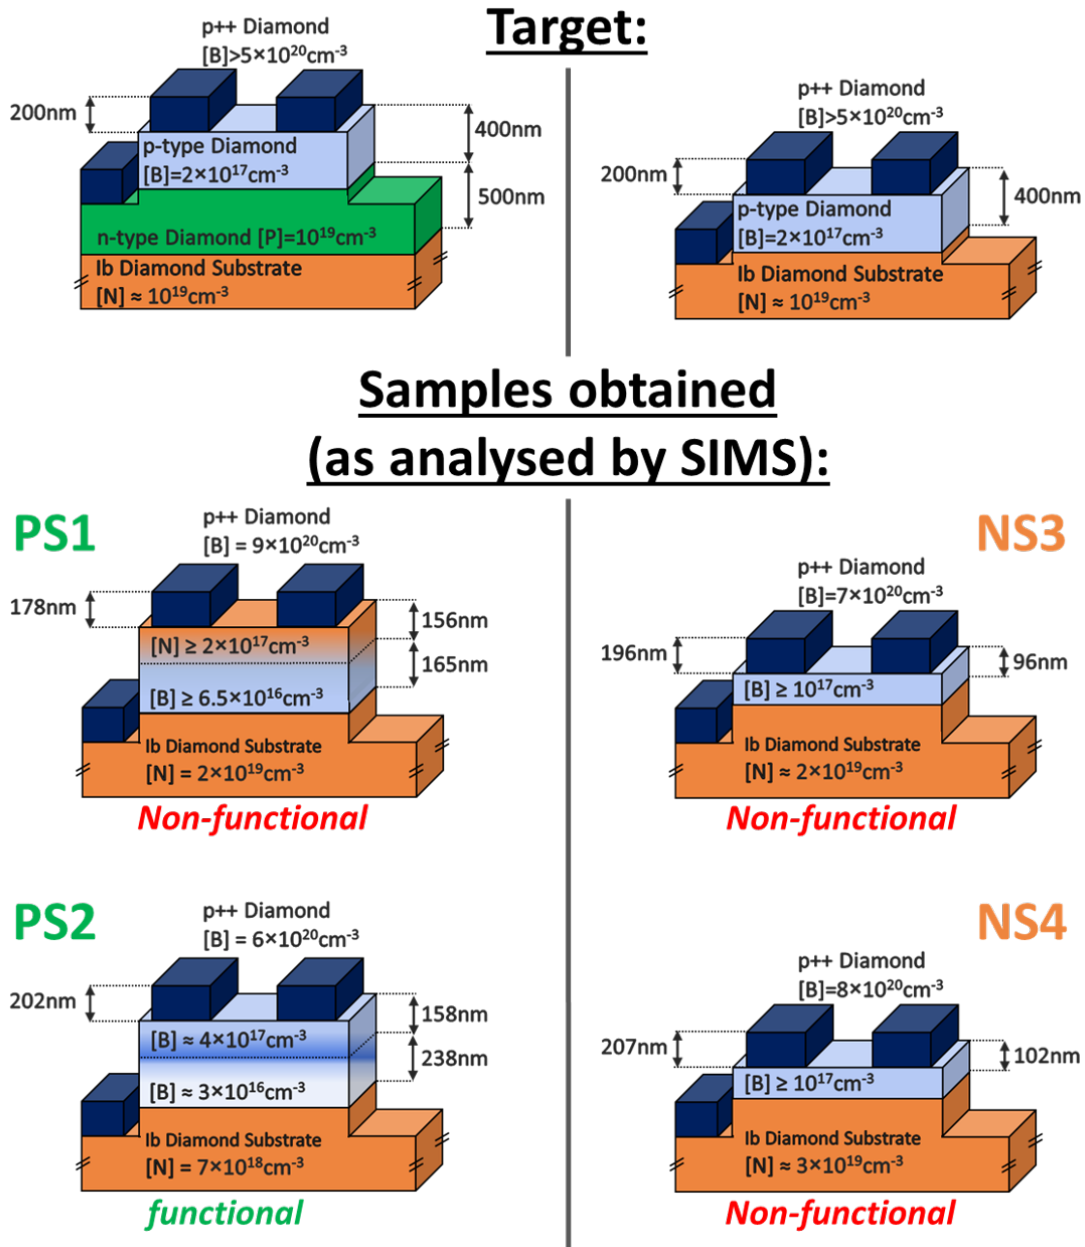 Target:
p++ Diamond
[B]>5×10²⁰cm⁻³
200nm
400nm
p-type Diamond
[B]=2×10¹⁷cm⁻³
500nm
n-type Diamond [P]=10¹⁹cm⁻³
Ib Diamond Substrate
[N] ≈ 10¹⁹cm⁻³
p++ Diamond
[B]>5×10²⁰cm⁻³
200nm
400nm
p-type Diamond
[B]=2×10¹⁷cm⁻³
Ib Diamond Substrate
[N] ≈ 10¹⁹cm⁻³
Samples obtained
(as analysed by SIMS):
PS1
p++ Diamond
[B] = 9×10²⁰cm⁻³
178nm
156nm
[N] ≥ 2×10¹⁷cm⁻³
165nm
[B] ≥ 6.5×10¹⁶cm⁻³
Ib Diamond Substrate
[N] = 2×10¹⁹cm⁻³
Non-functional
NS3
p++ Diamond
[B]=7×10²⁰cm⁻³
196nm
96nm
[B] ≥ 10¹⁷cm⁻³
Ib Diamond Substrate
[N] ≈ 2×10¹⁹cm⁻³
Non-functional
PS2
p++ Diamond
[B] = 6×10²⁰cm⁻³
202nm
158nm
[B] ≈ 4×10¹⁷cm⁻³
238nm
[B] ≈ 3×10¹⁶cm⁻³
Ib Diamond Substrate
[N] = 7×10¹⁸cm⁻³
functional
NS4
p++ Diamond
[B]=8×10²⁰cm⁻³
207nm
102nm
[B] ≥ 10¹⁷cm⁻³
Ib Diamond Substrate
[N] ≈ 3×10¹⁹cm⁻³
Non-functional